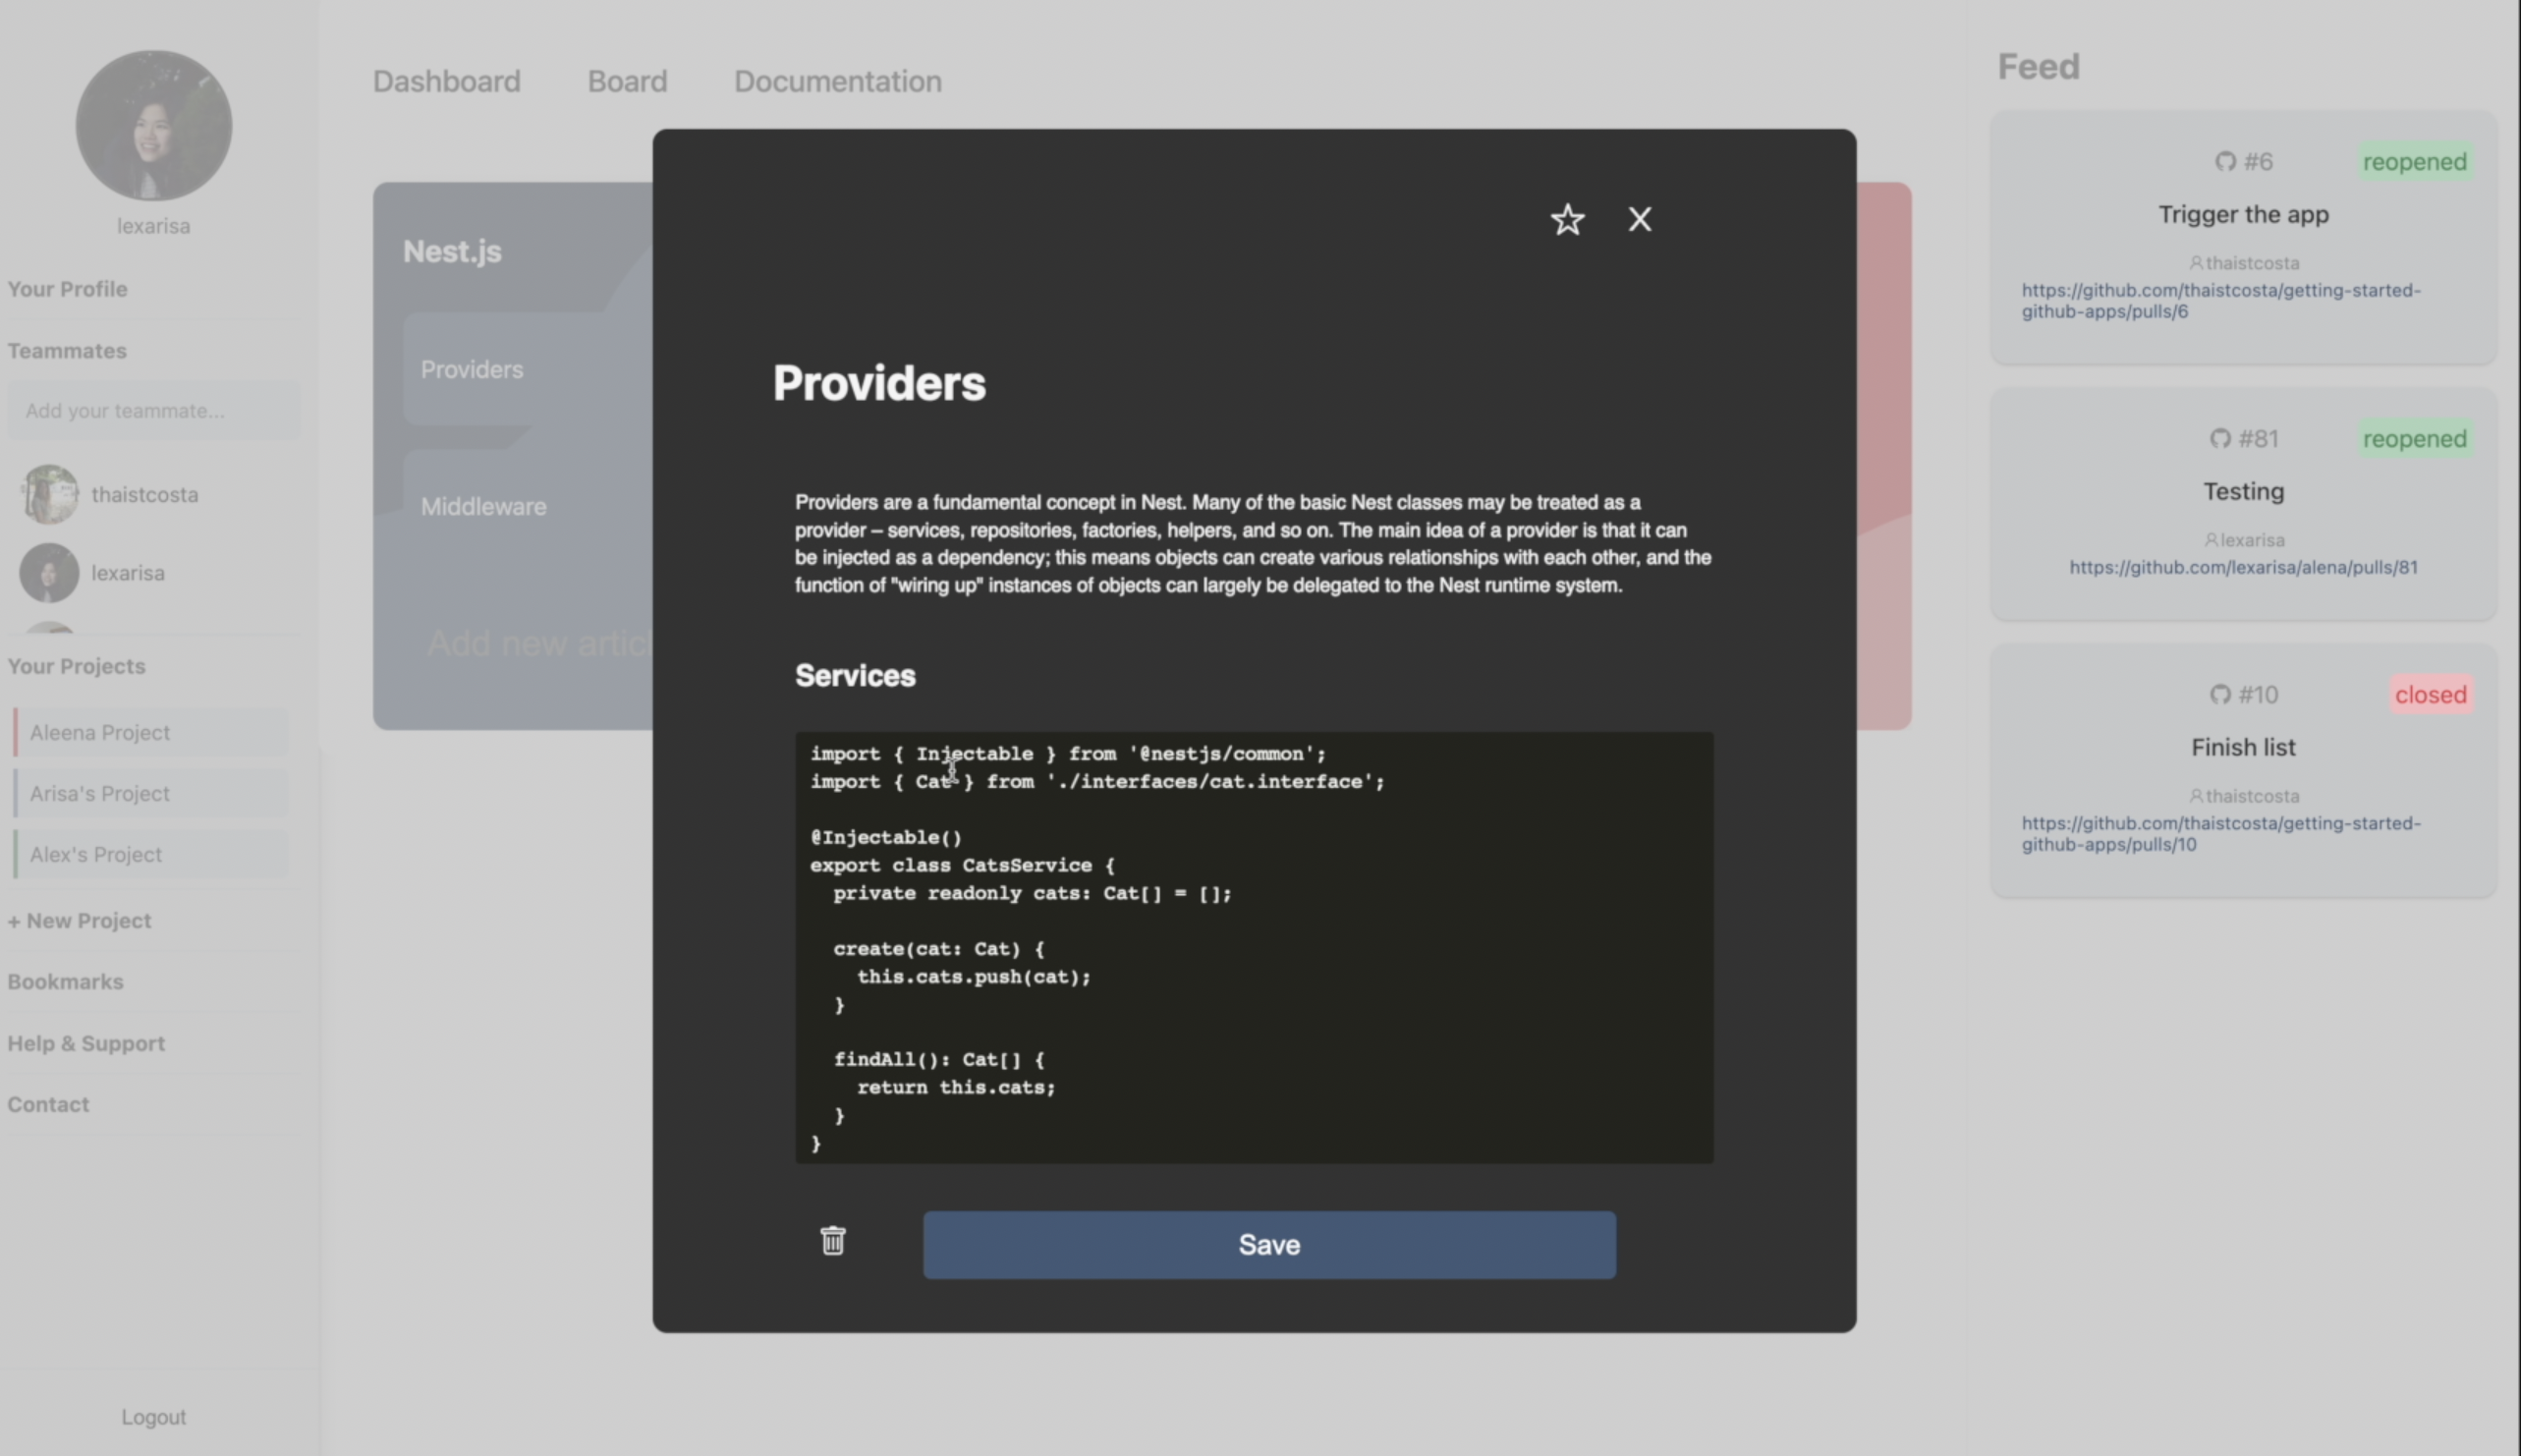 lexarisa
Your Profile
Teammates
Add your teammate...
thaistcosta
lexarisa
Your Projects
Aleena Project
Arisa's Project
Alex's Project
+ New Project
Bookmarks
Help & Support
Contact
Logout
Dashboard Board Documentation
Nest.js
Providers
Middleware
Add new articl
X
Providers
Providers are a fundamental concept in Nest. Many of the basic Nest classes may be treated as a
provider – services, repositories, factories, helpers, and so on. The main idea of a provider is that it can
be injected as a dependency; this means objects can create various relationships with each other, and the
function of "wiring up" instances of objects can largely be delegated to the Nest runtime system.
Services
import { Injectable } from '@nestjs/common';
import { Cat } from './interfaces/cat.interface';
@Injectable()
export class CatsService {
  private readonly cats: Cat[] = [];
  create(cat: Cat) {
    this.cats.push(cat);
  }
  findAll(): Cat[] {
    return this.cats;
  }
}
Save
Feed
#6 reopened
Trigger the app
thaistcosta
https://github.com/thaistcosta/getting-started-
github-apps/pulls/6
#81 reopened
Testing
lexarisa
https://github.com/lexarisa/alena/pulls/81
#10 closed
Finish list
thaistcosta
https://github.com/thaistcosta/getting-started-
github-apps/pulls/10